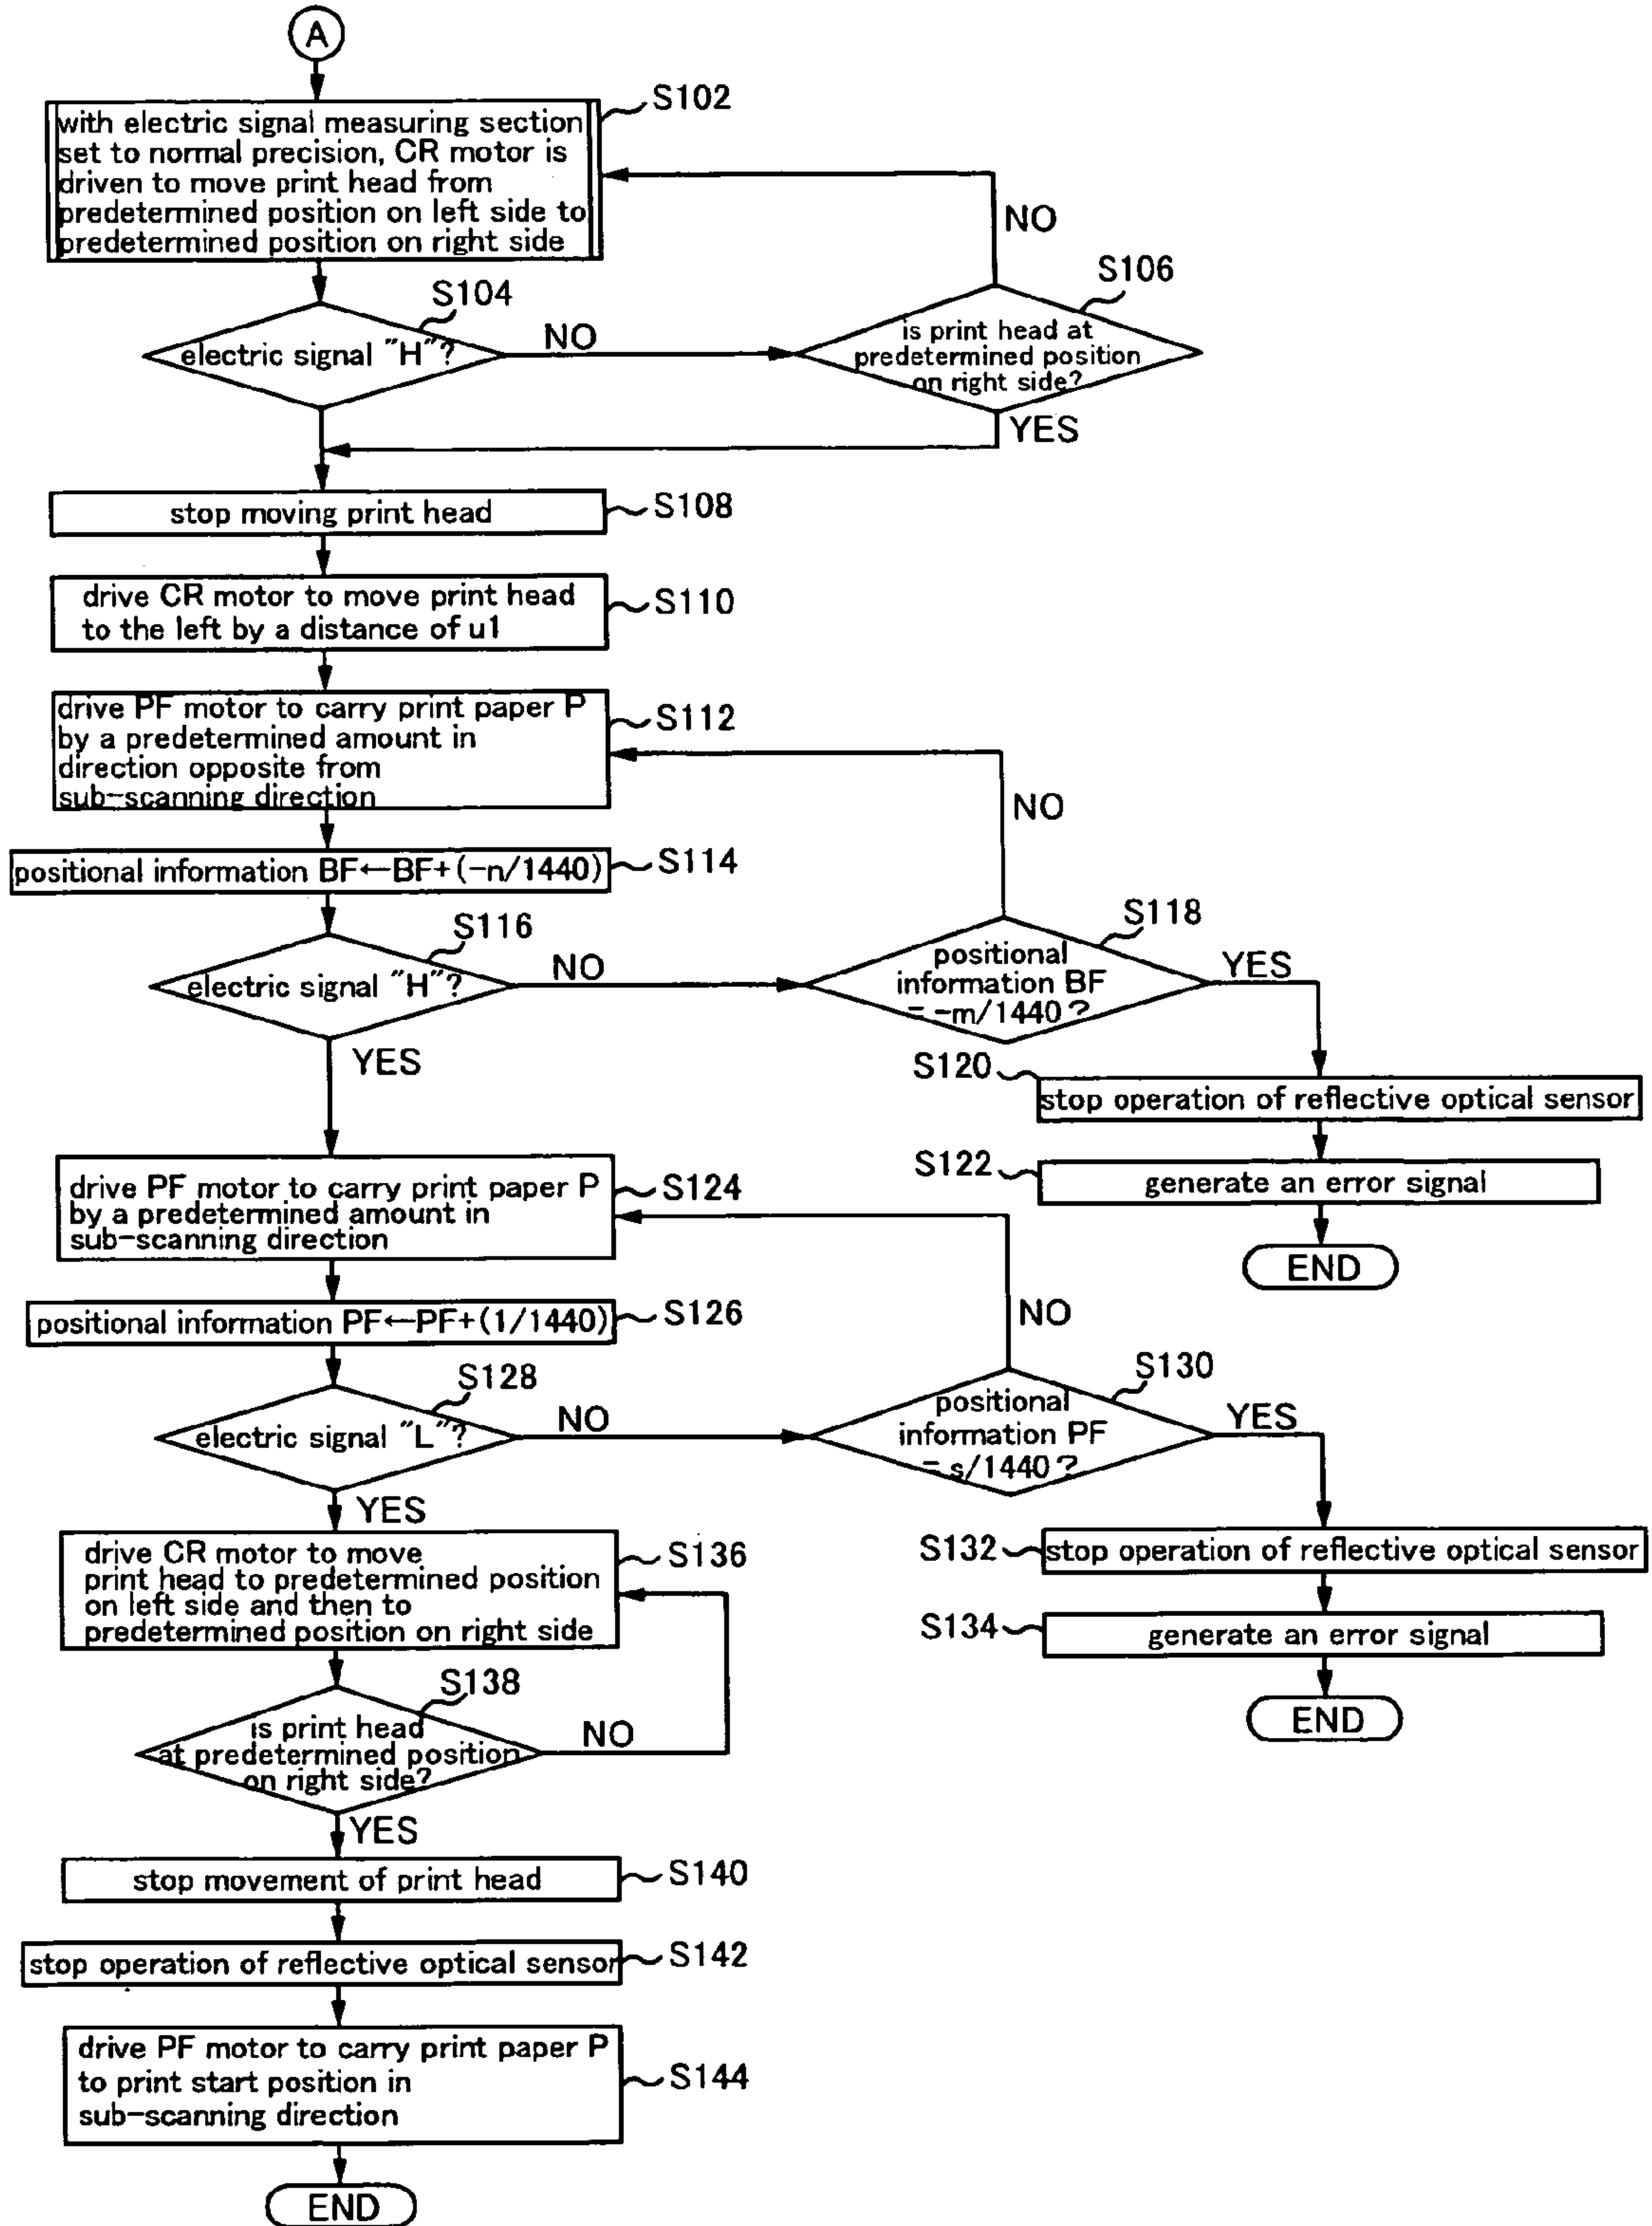 A
with electric signal measuring section
set to normal precision, CR motor is
driven to move print head from
predetermined position on left side to
predetermined position on right side
S102
NO
S104
electric signal "H"?
NO
S106
is print head at
predetermined position
on right side?
YES
stop moving print head
S108
drive CR motor to move print head
to the left by a distance of u1
S110
drive PF motor to carry print paper P
by a predetermined amount in
direction opposite from
sub-scanning direction
S112
NO
positional information BF←BF+(-n/1440)
S114
S116
electric signal "H"?
NO
S118
positional
information BF
= -m/1440?
YES
YES
S120
stop operation of reflective optical sensor
S122
generate an error signal
END
drive PF motor to carry print paper P
by a predetermined amount in
sub-scanning direction
S124
NO
positional information PF←PF+(1/1440)
S126
S128
electric signal "L"?
NO
S130
positional
information PF
= s/1440?
YES
YES
S132
stop operation of reflective optical sensor
S134
generate an error signal
END
drive CR motor to move
print head to predetermined position
on left side and then to
predetermined position on right side
S136
S138
is print head
at predetermined position
on right side?
NO
YES
stop movement of print head
S140
stop operation of reflective optical sensor
S142
drive PF motor to carry print paper P
to print start position in
sub-scanning direction
S144
END